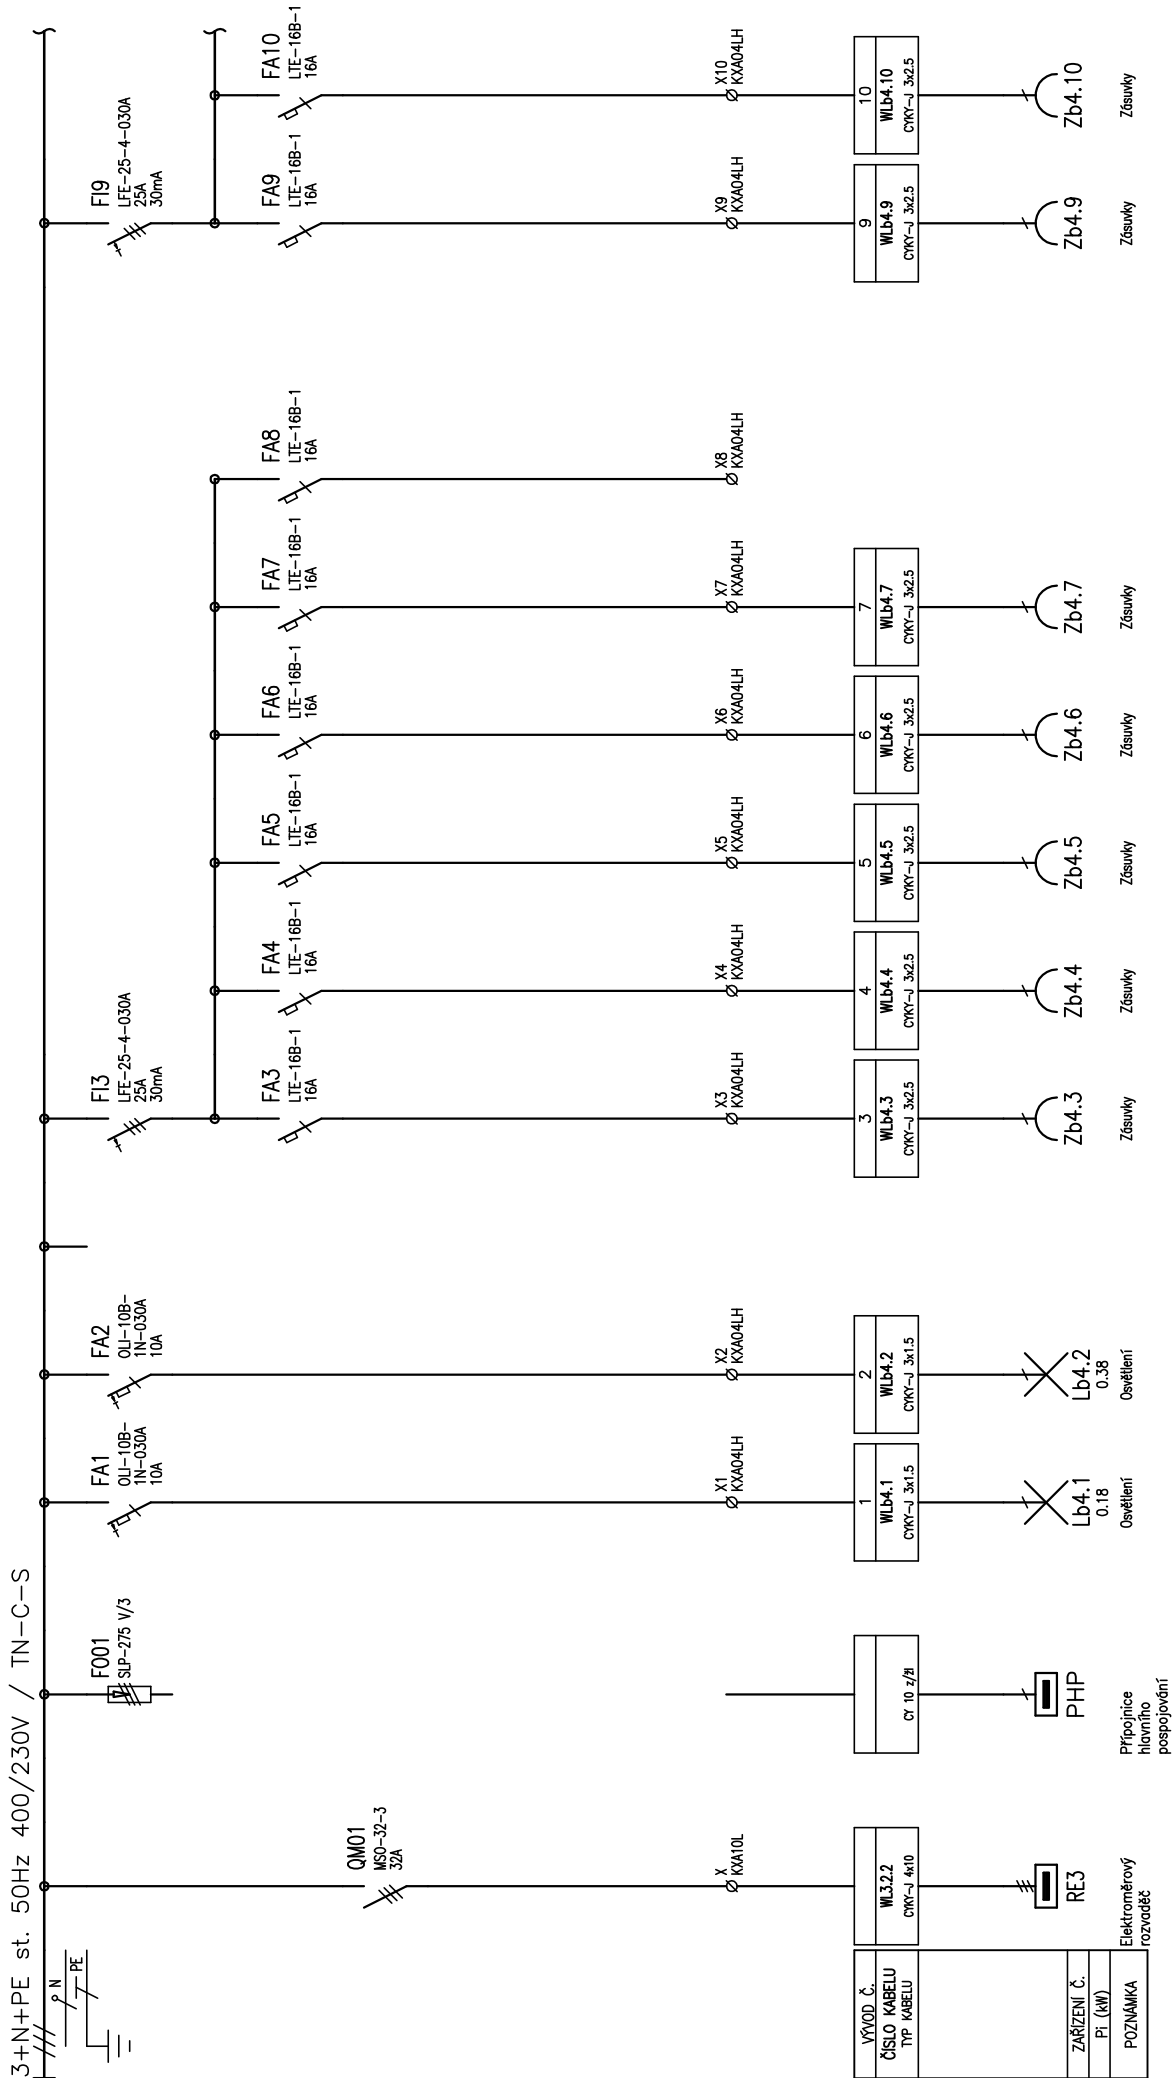 3+N+PE st. 50Hz 400/230V / TN-C-S
N
PE
QM01
MSO-32-3
32A
X
KXA10L
WL3.2.2
CYKY-J 4x10
RE3
Elektroměrový
rozvaděč
FO01
SLP-275 V/3
CY 10 z/žl
PHP
Přípojnice
hlavního
pospojování
FA1
OLI-10B-
1N-030A
10A
X1
KXA04LH
1
WLb4.1
CYKY-J 3x1.5
Lb4.1
0.18
Osvětlení
FA2
OLI-10B-
1N-030A
10A
X2
KXA04LH
2
WLb4.2
CYKY-J 3x1.5
Lb4.2
0.38
Osvětlení
FI3
LFE-25-4-030A
25A
30mA
FA3
LTE-16B-1
16A
X3
KXA04LH
3
WLb4.3
CYKY-J 3x2.5
Zb4.3
Zásuvky
FA4
LTE-16B-1
16A
X4
KXA04LH
4
WLb4.4
CYKY-J 3x2.5
Zb4.4
Zásuvky
FA5
LTE-16B-1
16A
X5
KXA04LH
5
WLb4.5
CYKY-J 3x2.5
Zb4.5
Zásuvky
FA6
LTE-16B-1
16A
X6
KXA04LH
6
WLb4.6
CYKY-J 3x2.5
Zb4.6
Zásuvky
FA7
LTE-16B-1
16A
X7
KXA04LH
7
WLb4.7
CYKY-J 3x2.5
Zb4.7
Zásuvky
FA8
LTE-16B-1
16A
X8
KXA04LH
FI9
LFE-25-4-030A
25A
30mA
FA9
LTE-16B-1
16A
X9
KXA04LH
9
WLb4.9
CYKY-J 3x2.5
Zb4.9
Zásuvky
FA10
LTE-16B-1
16A
X10
KXA04LH
10
WLb4.10
CYKY-J 3x2.5
Zb4.10
Zásuvky
VÝVOD Č.
ČÍSLO KABELU
TYP KABELU
ZAŘÍZENÍ Č.
Pi (kW)
POZNÁMKA